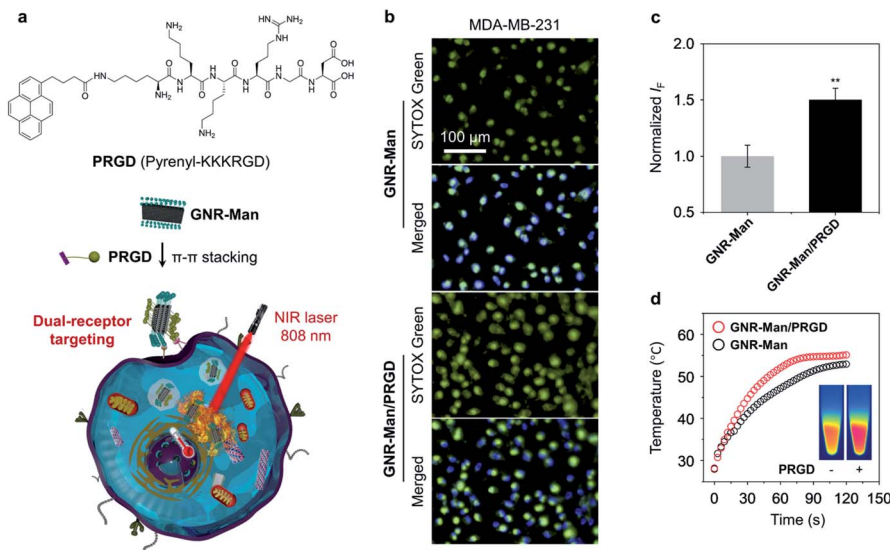 a
NH₂
H₂N
HN
NH
NH₂
O
OH
OH
O
NH₂
H₂N
PRGD (Pyrenyl-KKKRGD)
GNR-Man
PRGD
π-π stacking
Dual-receptor
targeting
NIR laser
808 nm
b
MDA-MB-231
GNR-Man
SYTOX Green
100 μm
Merged
GNR-Man/PRGD
SYTOX Green
Merged
c
Normalized I_F
2.0
1.5
1.0
0.5
**
GNR-Man
GNR-Man/PRGD
d
Temperature (°C)
60
50
40
30
GNR-Man/PRGD
GNR-Man
PRGD - +
0 30 60 90 120 150
Time (s)